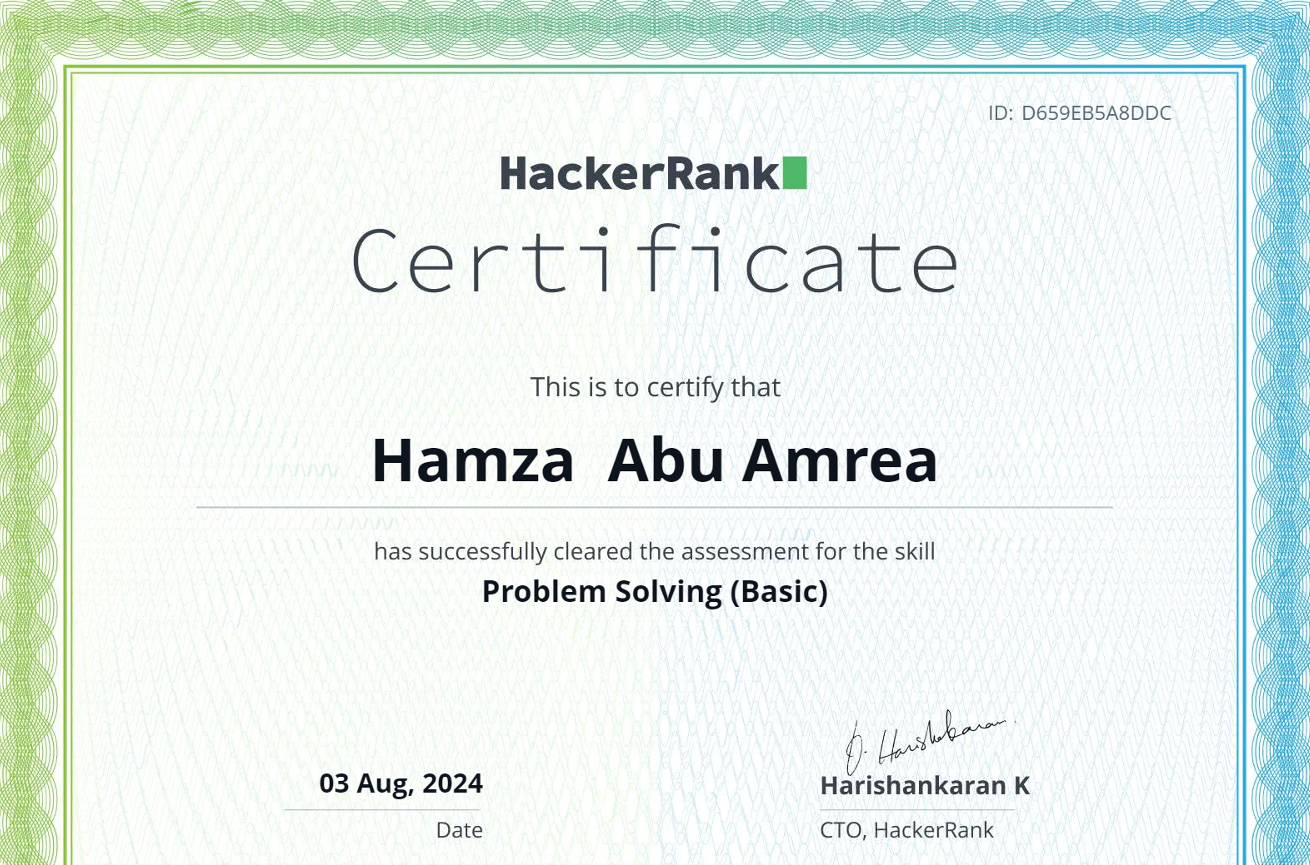 ID: D659EB5A8DDC
HackerRank
Certificate
This is to certify that
Hamza Abu Amrea
has successfully cleared the assessment for the skill
Problem Solving (Basic)
03 Aug, 2024
Date
Harishankaran K
CTO, HackerRank